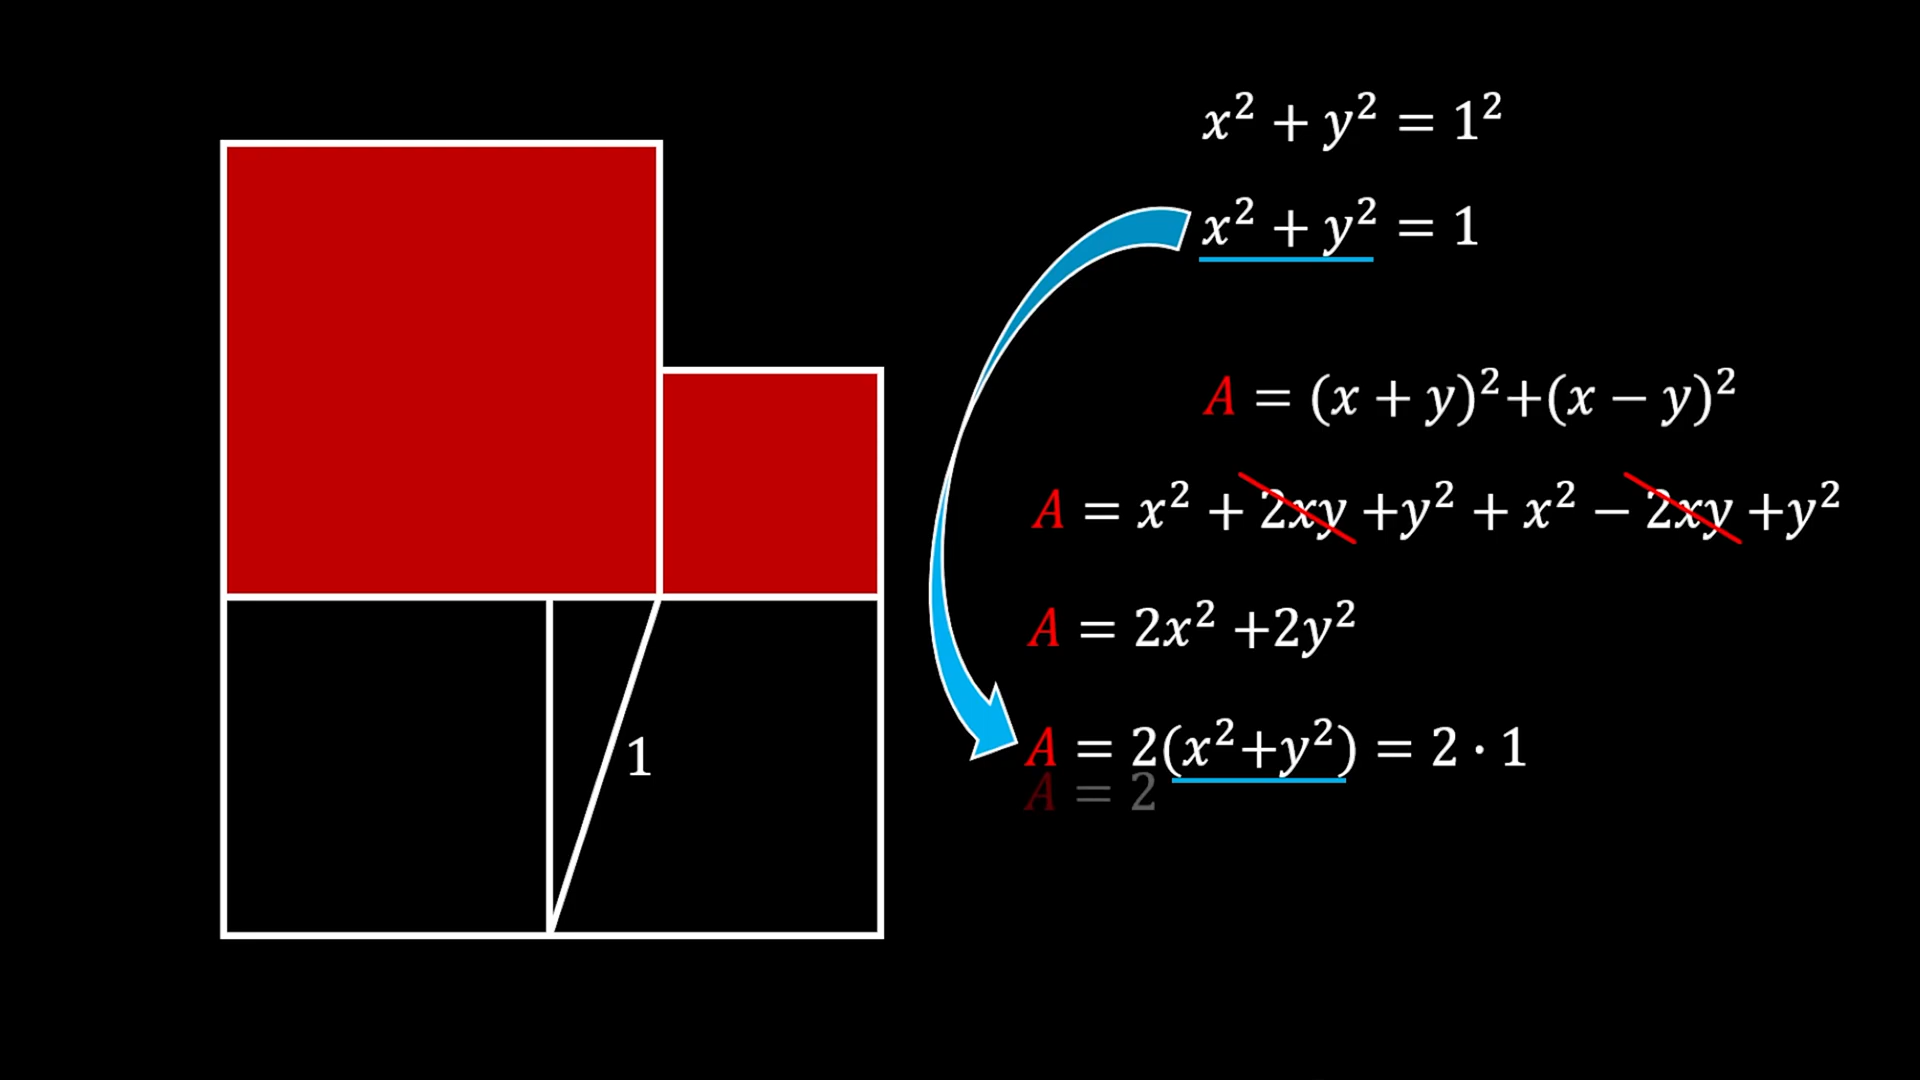 x² + y² = 1²
x² + y² = 1
A = (x + y)²+(x − y)²
A = x² + 2xy +y² + x² − 2xy +y²
A = 2x² +2y²
1
A = 2(x²+y²) = 2 · 1
A = 2